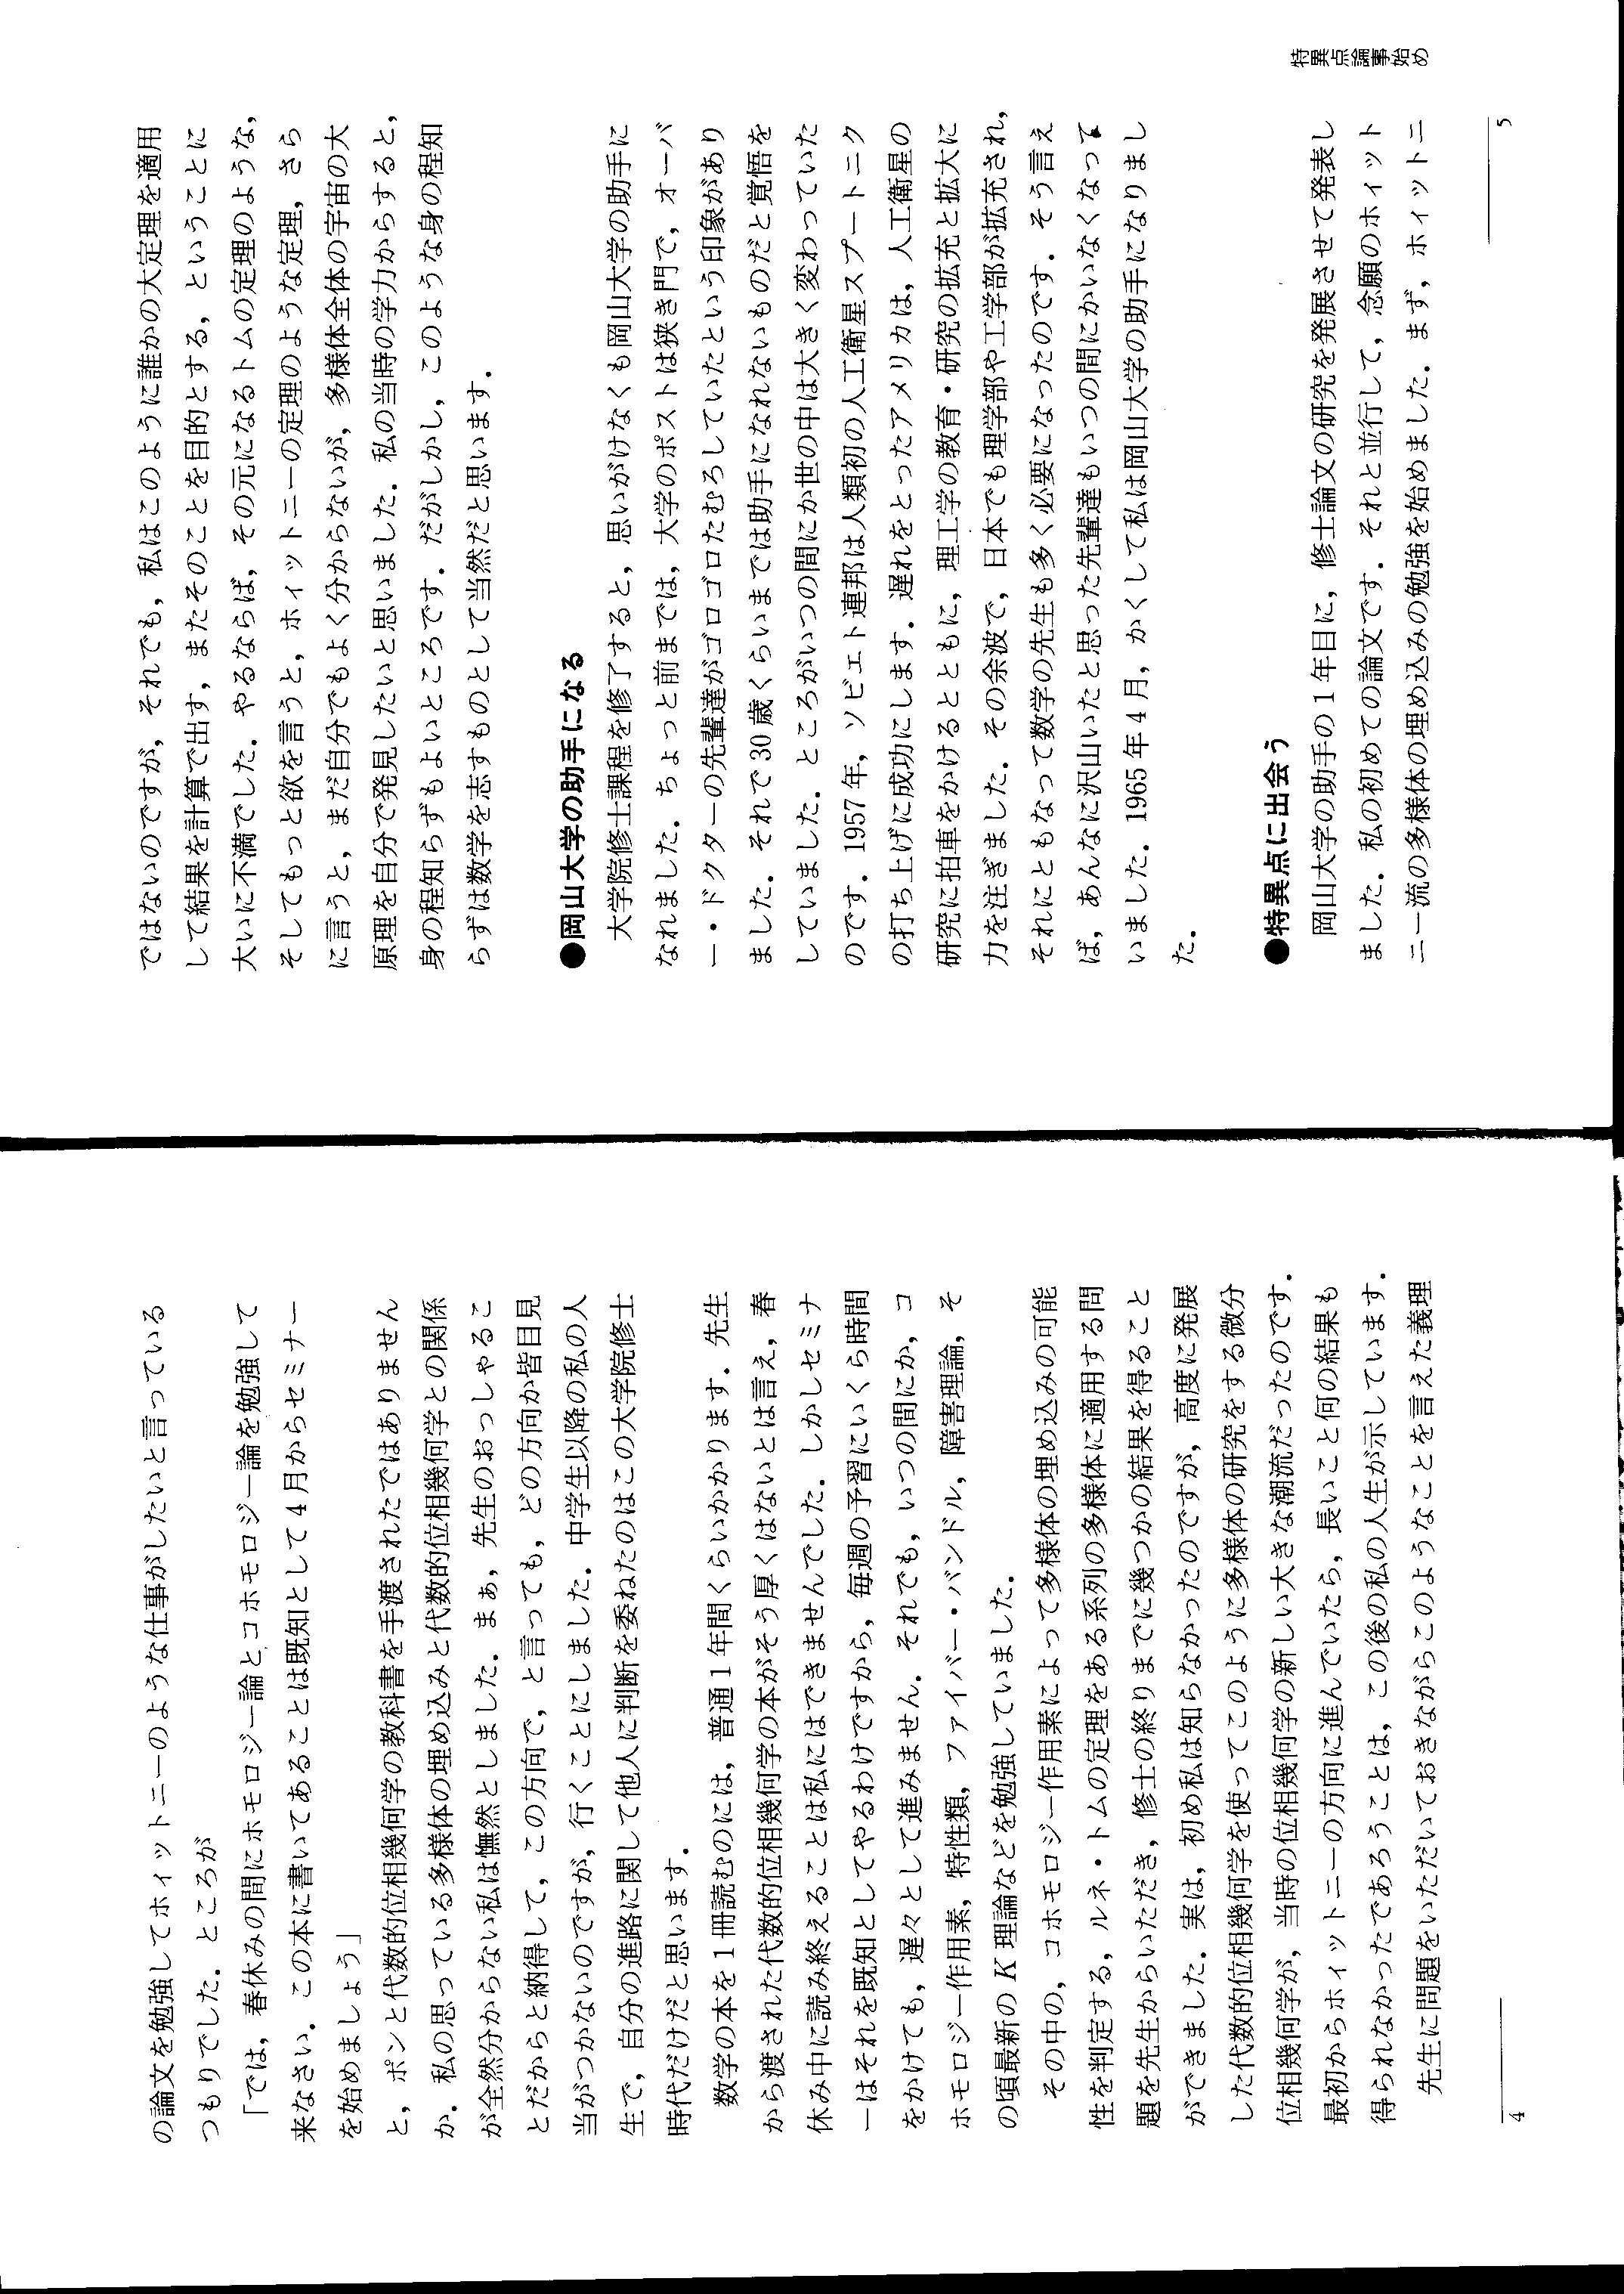 の論文を勉強してホィットニーのような仕事がしたいと言っている
つもりでした．ところが
「では，春休みの間にホモロジー論とコホモロジー論を勉強して
来なさい．この本に書いてあることは既知として4月からセミナー
を始めましょう」
と，ポンと代数的位相幾何学の教科書を手渡されたではありません
か．私の思っている多様体の埋め込みと代数的位相幾何学との関係
が全然分からない私は憮然としました．まぁ，先生のおっしゃるこ
とだからと納得して，この方向で，と言っても，どの方向か皆目見
当がつかないのですが，行くことにしました．中学生以降の私の人
生で，自分の進路に関して他人に判断を委ねたのはこの大学院修士
時代だけだと思います．
数学の本を1冊読むのには，普通1年間くらいかかります．先生
から渡された代数的位相幾何学の本がそう厚くはないとは言え，春
休み中に読み終えることは私にはできませんでした．しかしセミナ
ーはそれを既知としてやるわけですから，毎週の予習にいくら時間
をかけても，遅々として進みません．それでも，いつの間にか，コ
ホモロジー作用素，特性類，ファイバー・バンドル，障害理論，そ
の頃最新のK理論などを勉強していました．
その中の，コホモロジー作用素によって多様体の埋め込みの可能
性を判定する，ルネ・トムの定理をある系列の多様体に適用する問
題を先生からいただき，修士の終りまでに幾つかの結果を得ること
ができました．実は，初め私は知らなかったのですが，高度に発展
した代数的位相幾何学を使ってこのように多様体の研究をする微分
位相幾何学が，当時の位相幾何学の新しい大きな潮流だったのです．
最初からホィットニーの方向に進んでいたら，長いこと何の結果も
得られなかったであろうことは，この後の私の人生が示しています．
先生に問題をいただいておきながらこのようなことを言えた義理
4
ではないのですが，それでも，私はこのように誰かの大定理を適用
して結果を計算で出す，またそのことを目的とする，ということに
大いに不満でした．やるならば，その元になるトムの定理のような，
そしてもっと欲を言うと，ホィットニーの定理のような定理，さら
に言うと，まだ自分でもよく分からないが，多様体全体の宇宙の大
原理を自分で発見したいと思いました．私の当時の学力からすると，
身の程知らずもよいところです．だがしかし，このような身の程知
らずは数学を志すものとして当然だと思います．
●岡山大学の助手になる
大学院修士課程を修了すると，思いがけなくも岡山大学の助手に
なれました．ちょっと前までは，大学のポストは狭き門で，オーバ
ー・ドクターの先輩達がゴロゴロたむろしていたという印象があり
ました．それで30歳くらいまでは助手になれないものだと覚悟を
していました．ところがいつの間にか世の中は大きく変わっていた
のです．1957年，ソビエト連邦は人類初の人工衛星スプートニク
の打ち上げに成功にします．遅れをとったアメリカは，人工衛星の
研究に拍車をかけるとともに，理工学の教育・研究の拡充と拡大に
力を注ぎました．その余波で，日本でも理学部や工学部が拡充され，
それにともなって数学の先生も多く必要になったのです．そう言え
ば，あんなに沢山いたと思った先輩達もいつの間にかいなくなって
いました．1965年4月，かくして私は岡山大学の助手になりまし
た．
●特異点に出会う
岡山大学の助手の1年目に，修士論文の研究を発展させて発表し
ました．私の初めての論文です．それと並行して，念願のホィット
ニー流の多様体の埋め込みの勉強を始めました．まず，ホィットニ
特異点論事始め
5